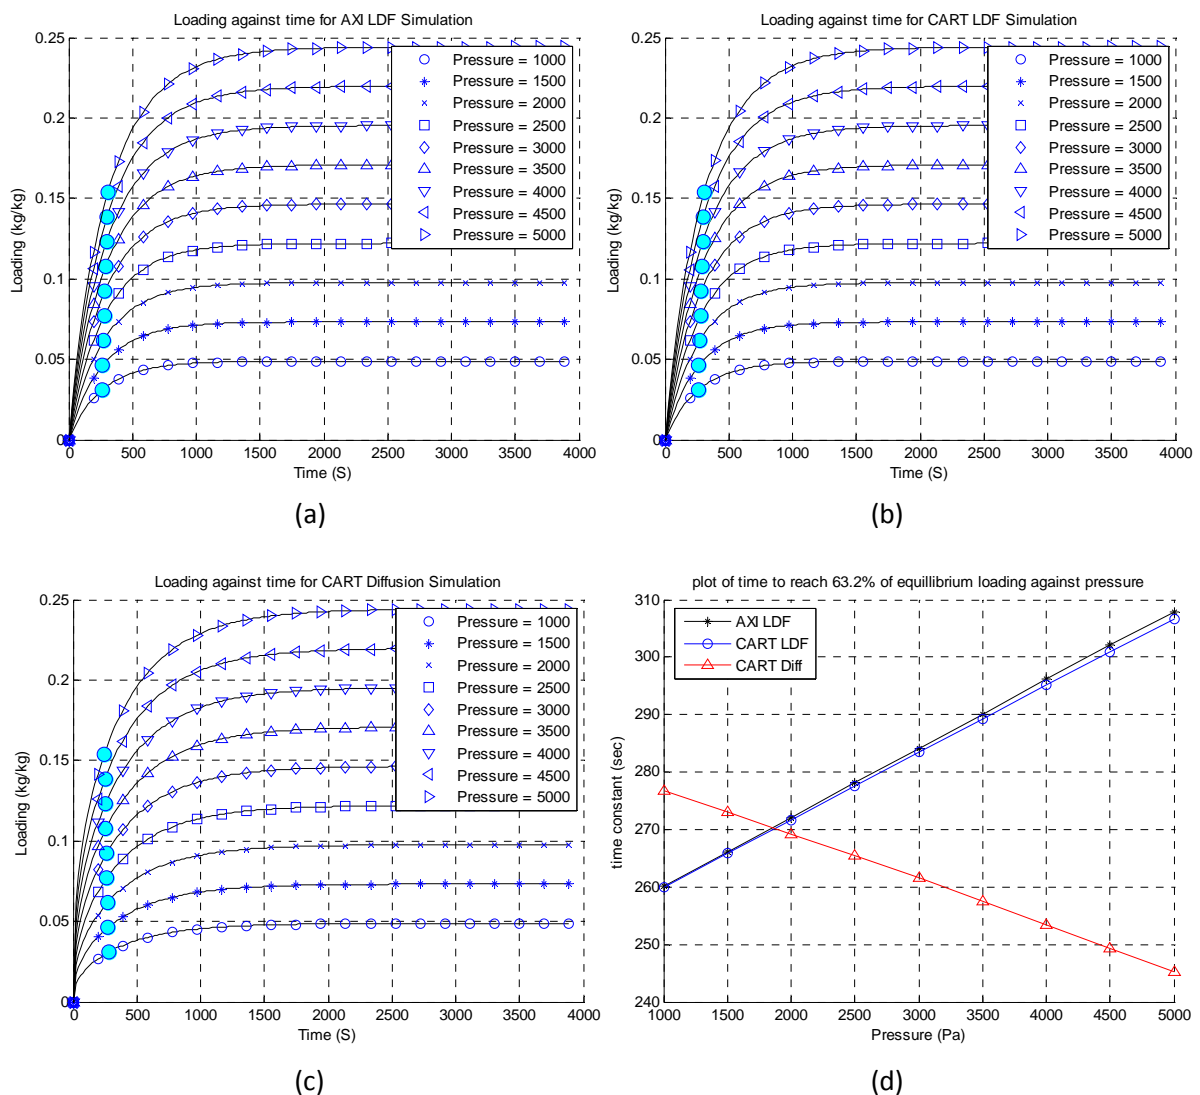 Loading against time for AXI LDF Simulation
0.25
0.2
0.15
0.1
0.05
0
Loading (kg/kg)
Pressure = 1000
Pressure = 1500
Pressure = 2000
Pressure = 2500
Pressure = 3000
Pressure = 3500
Pressure = 4000
Pressure = 4500
Pressure = 5000
0 500 1000 1500 2000 2500 3000 3500 4000
Time (S)
(a)
Loading against time for CART LDF Simulation
0.25
0.2
0.15
0.1
0.05
0
Loading (kg/kg)
Pressure = 1000
Pressure = 1500
Pressure = 2000
Pressure = 2500
Pressure = 3000
Pressure = 3500
Pressure = 4000
Pressure = 4500
Pressure = 5000
0 500 1000 1500 2000 2500 3000 3500 4000
Time (S)
(b)
Loading against time for CART Diffusion Simulation
0.25
0.2
0.15
0.1
0.05
0
Loading (kg/kg)
Pressure = 1000
Pressure = 1500
Pressure = 2000
Pressure = 2500
Pressure = 3000
Pressure = 3500
Pressure = 4000
Pressure = 4500
Pressure = 5000
0 500 1000 1500 2000 2500 3000 3500 4000
Time (S)
(c)
plot of time to reach 63.2% of equillibrium loading against pressure
310
300
290
280
270
260
250
240
time constant (sec)
AXI LDF
CART LDF
CART Diff
1000 1500 2000 2500 3000 3500 4000 4500 5000
Pressure (Pa)
(d)